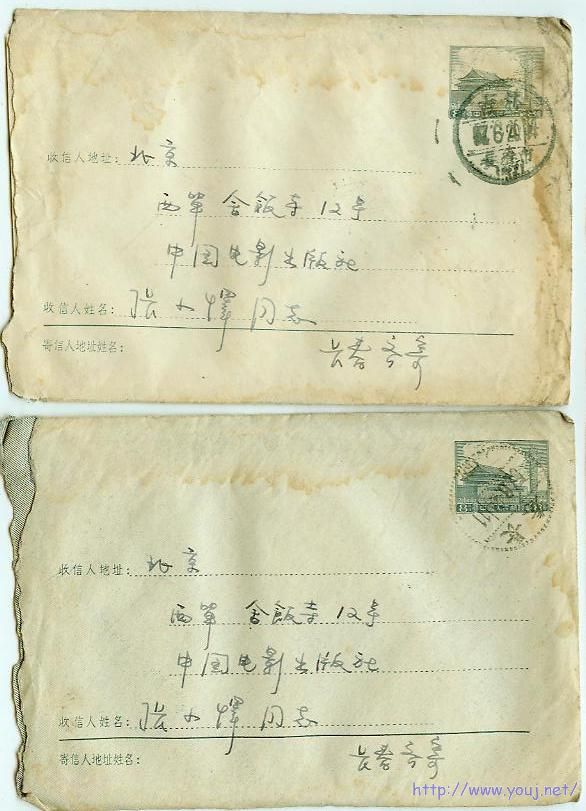 收信人地址: 北京
西单舍饭寺12号
中国电影出版社
收信人姓名: 张小怿同志
寄信人地址姓名: 长春
收信人地址: 北京
西单舍饭寺12号
中国电影出版社
收信人姓名: 张小怿同志
寄信人地址姓名: 长春
http://www.youj.net/